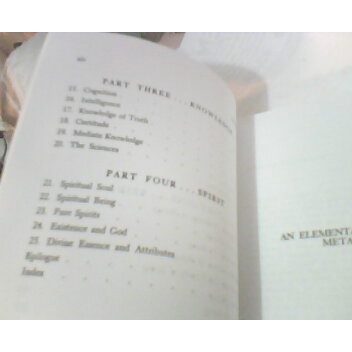 PART THREE . . . KNOWLEDGE
15. Cognition
16. Intelligence
17. Knowledge of Truth
18. Certitude
19. Mediate Knowledge
20. The Sciences
PART FOUR . . . SPIRIT
21. Spiritual Soul
22. Spiritual Being
23. Pure Spirits
24. Existence and God
25. Divine Essence and Attributes
Epilogue
Index
AN ELEMENTA
META